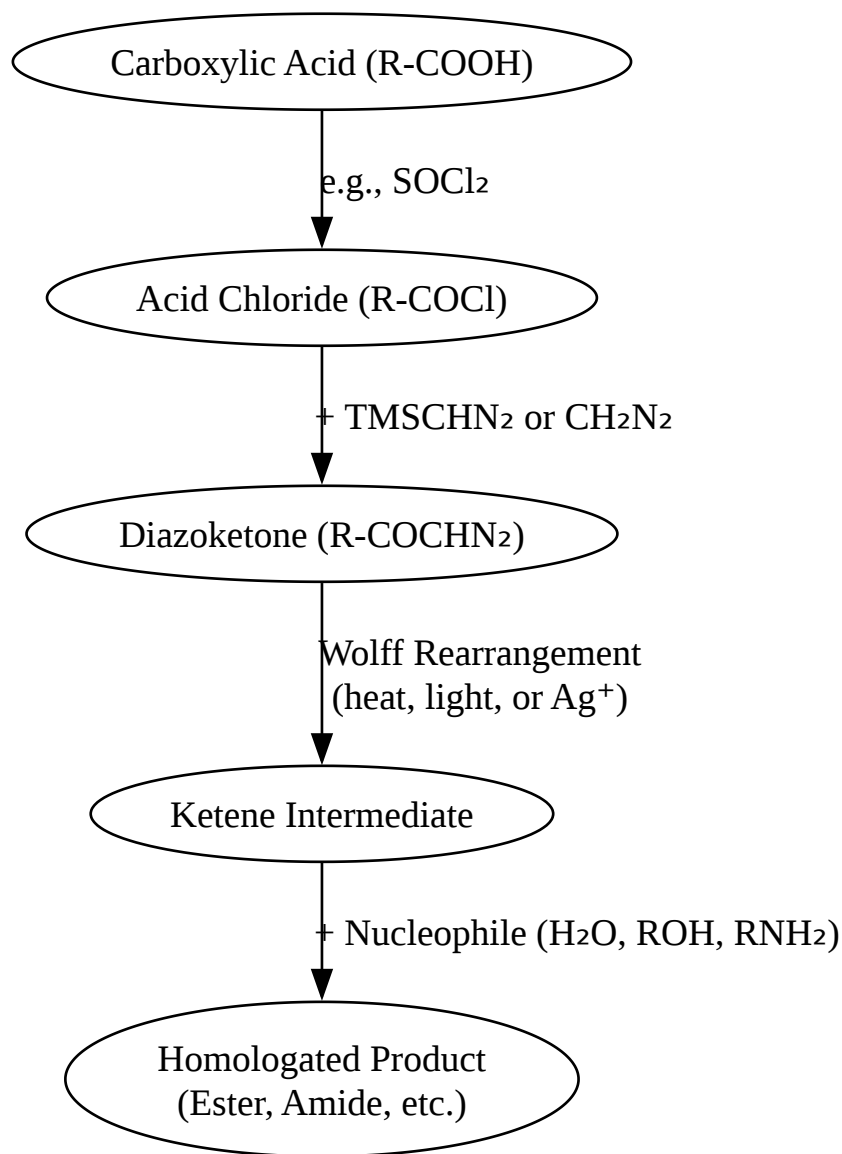 Carboxylic Acid (R-COOH)
e.g., SOCl₂
Acid Chloride (R-COCl)
+ TMSCHN₂ or CH₂N₂
Diazoketone (R-COCHN₂)
Wolff Rearrangement
(heat, light, or Ag⁺)
Ketene Intermediate
+ Nucleophile (H₂O, ROH, RNH₂)
Homologated Product
(Ester, Amide, etc.)